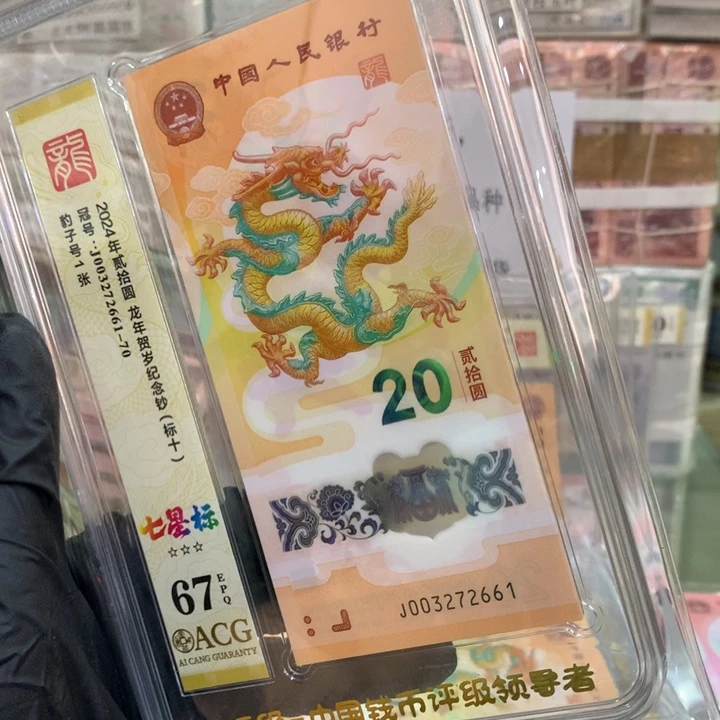 中国人民银行
龍
20
贰拾圆
J003272661
龍
2024年贰拾圆 龙年贺岁纪念钞(标十)
冠号:J003272661-70
豹子号1张
七星标
☆☆☆
67 EPQ
ACG
AI CANG GUARANTY
中国钱币评级领导者
种